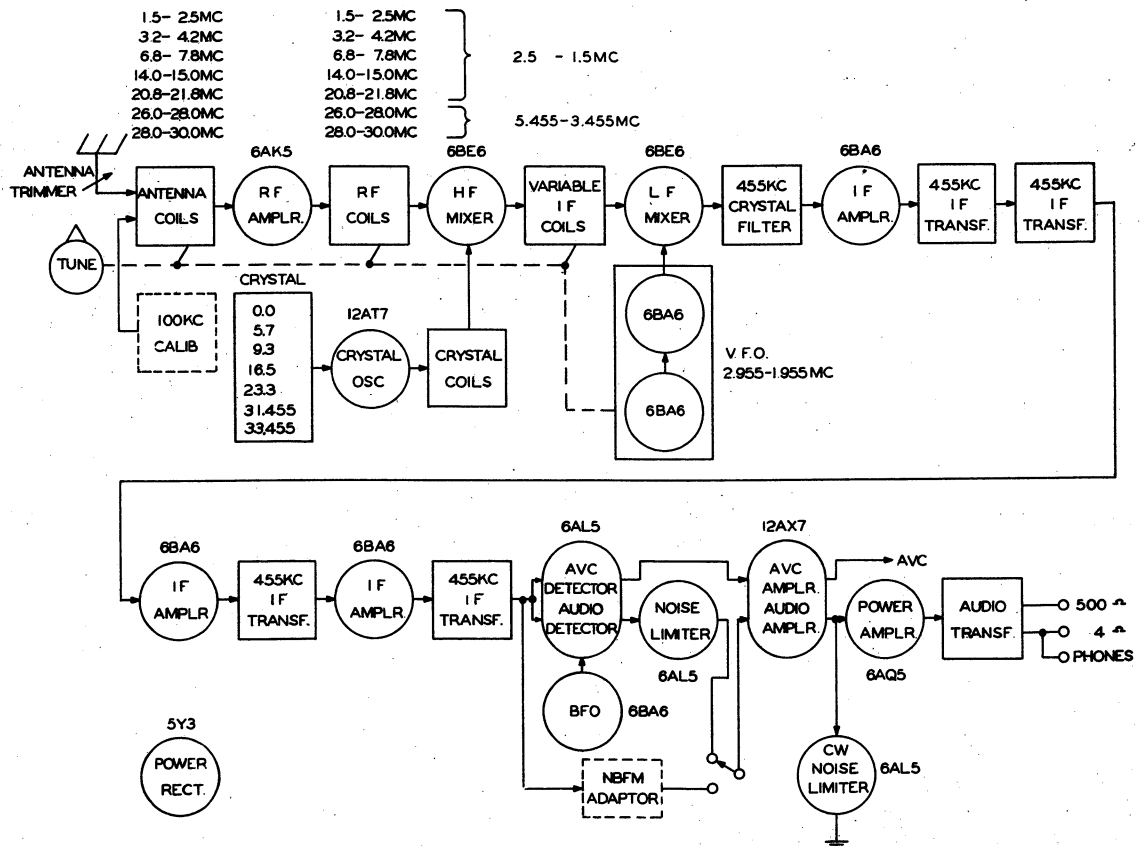 1.5- 2.5MC
3.2- 4.2MC
6.8- 7.8MC
14.0-15.0MC
20.8-21.8MC
26.0-28.0MC
28.0-30.0MC
1.5- 2.5MC
3.2- 4.2MC
6.8- 7.8MC
14.0-15.0MC
20.8-21.8MC
26.0-28.0MC
28.0-30.0MC
2.5 - 1.5MC
5.455-3.455MC
ANTENNA
TRIMMER
ANTENNA
COILS
6AK5
RF
AMPLR.
RF
COILS
6BE6
HF
MIXER
VARIABLE
IF
COILS
6BE6
LF
MIXER
455KC
CRYSTAL
FILTER
6BA6
IF
AMPLR.
455KC
IF
TRANSF.
455KC
IF
TRANSF.
TUNE
100KC
CALIB
CRYSTAL
0.0
5.7
9.3
16.5
23.3
31.455
33.455
12AT7
CRYSTAL
OSC
CRYSTAL
COILS
6BA6
6BA6
V.F.O.
2.955-1.955MC
6BA6
IF
AMPLR
455KC
IF
TRANSF.
6BA6
IF
AMPLR.
455KC
IF
TRANSF.
6AL5
AVC
DETECTOR
AUDIO
DETECTOR
NOISE
LIMITER
6AL5
12AX7
AVC
AMPLR.
AUDIO
AMPLR.
AVC
POWER
AMPLR.
6AQ5
AUDIO
TRANSF.
500 Ω
4 Ω
PHONES
BFO
6BA6
NBFM
ADAPTOR
CW
NOISE
LIMITER
6AL5
5Y3
POWER
RECT.